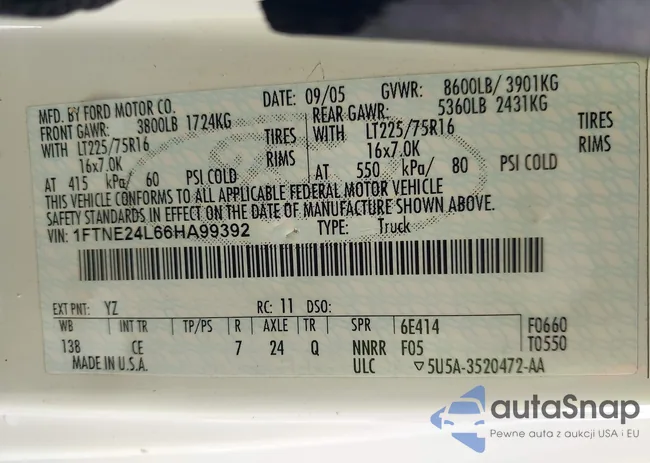 MFD. BY FORD MOTOR CO.
DATE: 09/05 GVWR: 8600LB/ 3901KG
FRONT GAWR: 3800LB 1724KG
REAR GAWR: 5360LB 2431KG
WITH LT225/75R16 TIRES
16x7.0K RIMS
AT 415 kPa/ 60 PSI COLD
WITH LT225/75R16 TIRES
16x7.0K RIMS
AT 550 kPa/ 80 PSI COLD
THIS VEHICLE CONFORMS TO ALL APPLICABLE FEDERAL MOTOR VEHICLE
SAFETY STANDARDS IN EFFECT ON THE DATE OF MANUFACTURE SHOWN ABOVE.
VIN: 1FTNE24L66HA99392 TYPE: Truck
EXT PNT: YZ RC: 11 DSO:
WB INT TR TP/PS R AXLE TR SPR 6E414 F0660
138 CE 7 24 Q NNRR F05 T0550
MADE IN U.S.A. ULC ▽5U5A-3520472-AA
autaSnap
Pewne auta z aukcji USA i EU